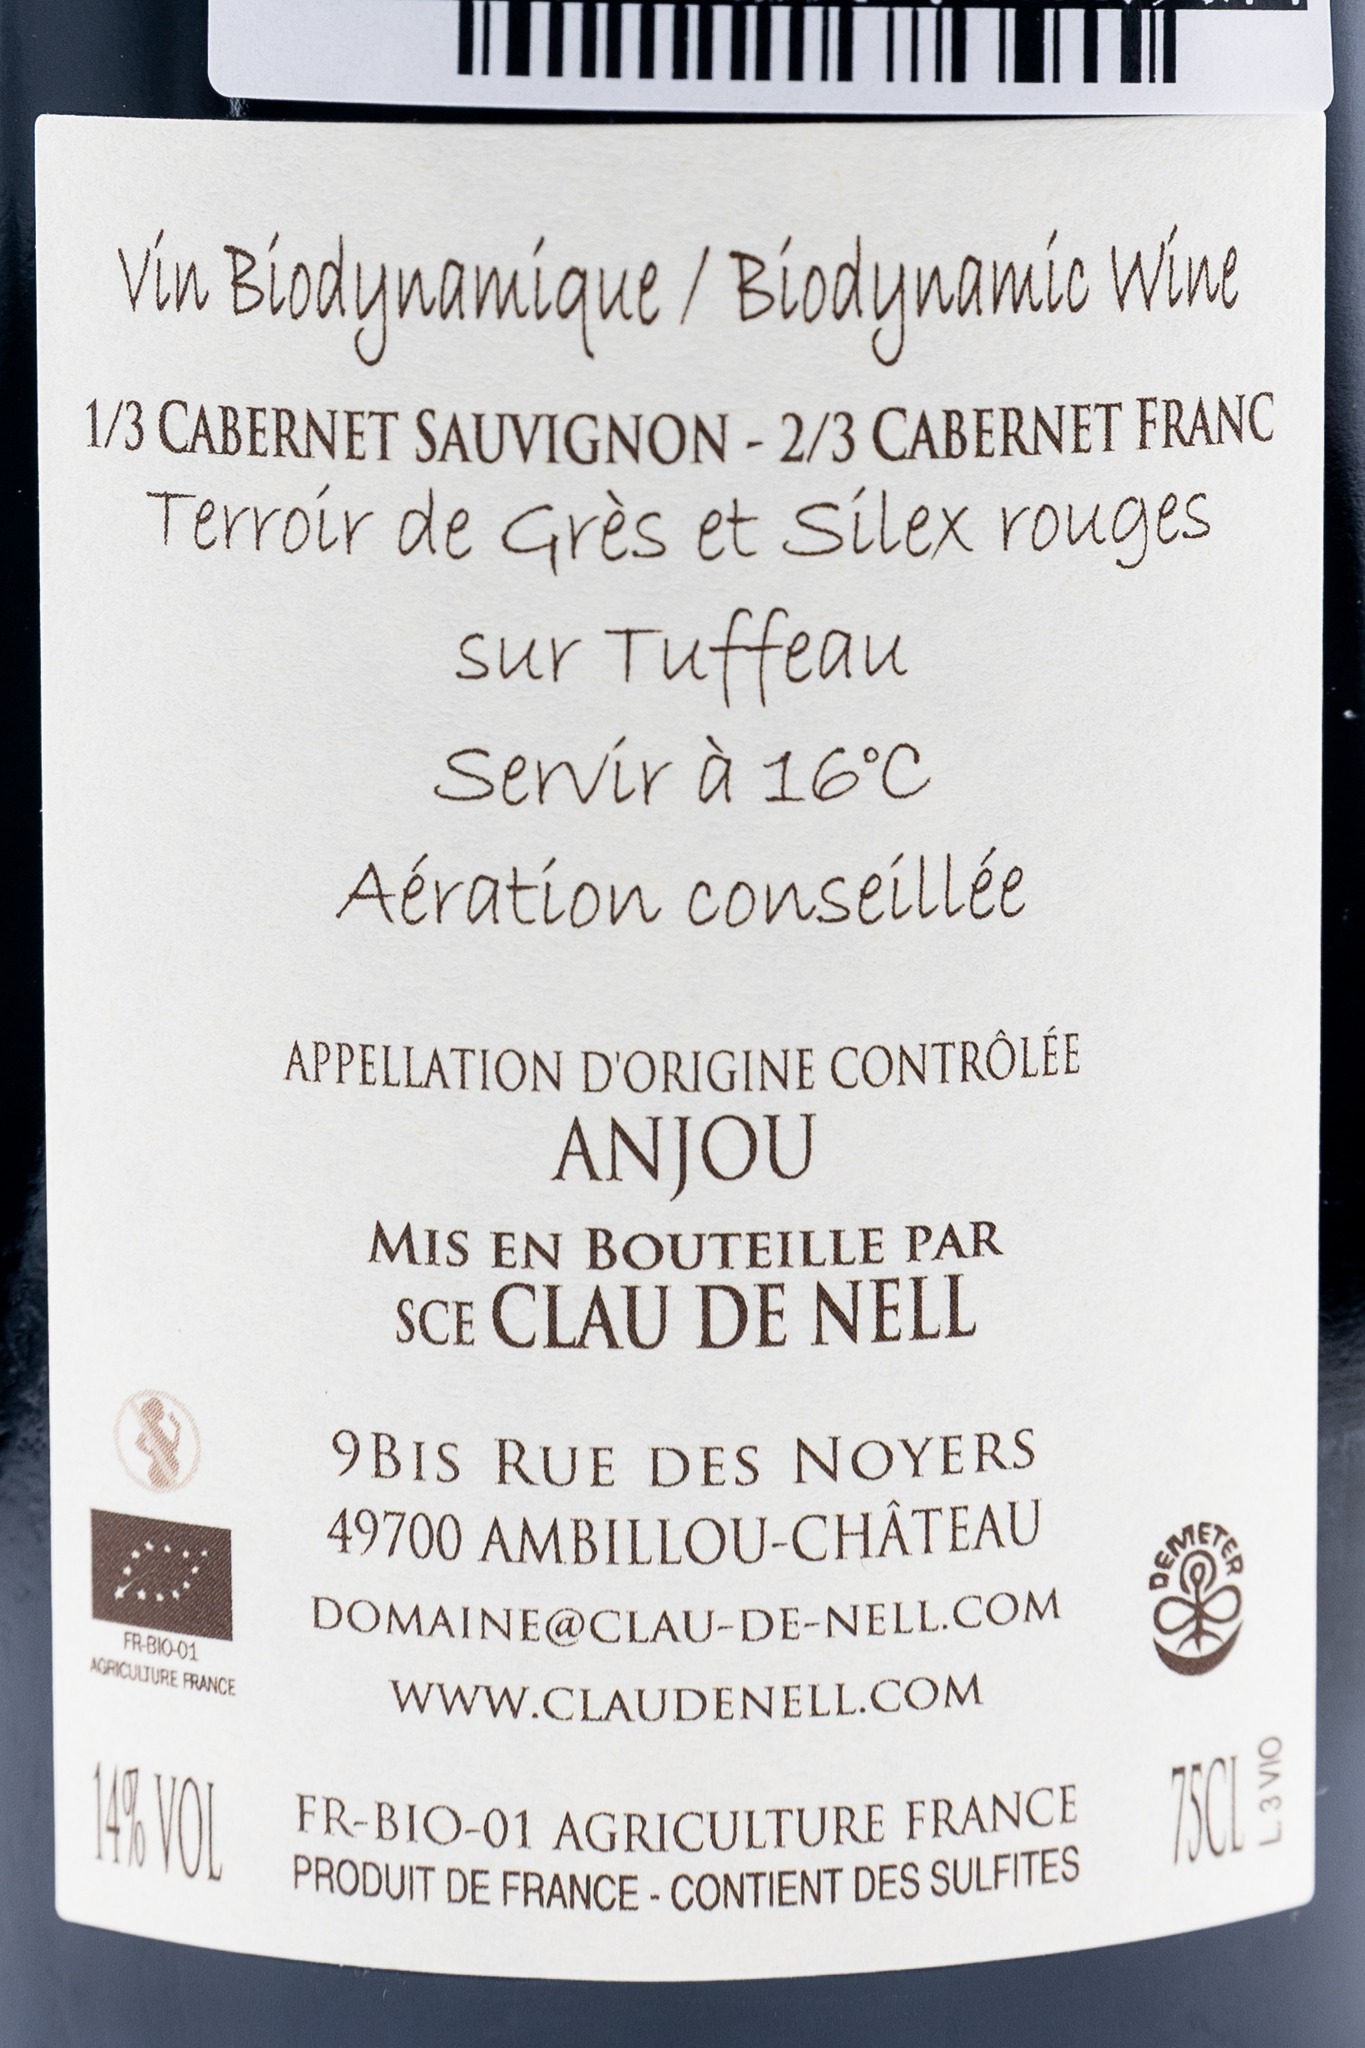 Vin Biodynamique / Biodynamic Wine
1/3 CABERNET SAUVIGNON - 2/3 CABERNET FRANC
Terroir de Grès et Silex rouges
sur Tuffeau
Servir à 16°C
Aération conseillée
APPELLATION D'ORIGINE CONTRÔLÉE
ANJOU
MIS EN BOUTEILLE PAR
SCE CLAU DE NELL
9BIS RUE DES NOYERS
49700 AMBILLOU-CHÂTEAU
DOMAINE@CLAU-DE-NELL.COM
WWW.CLAUDENELL.COM
FR-BIO-01
AGRICULTURE FRANCE
DEMETER
14% VOL
FR-BIO-01 AGRICULTURE FRANCE
PRODUIT DE FRANCE - CONTIENT DES SULFITES
75CL
L 3 VIO